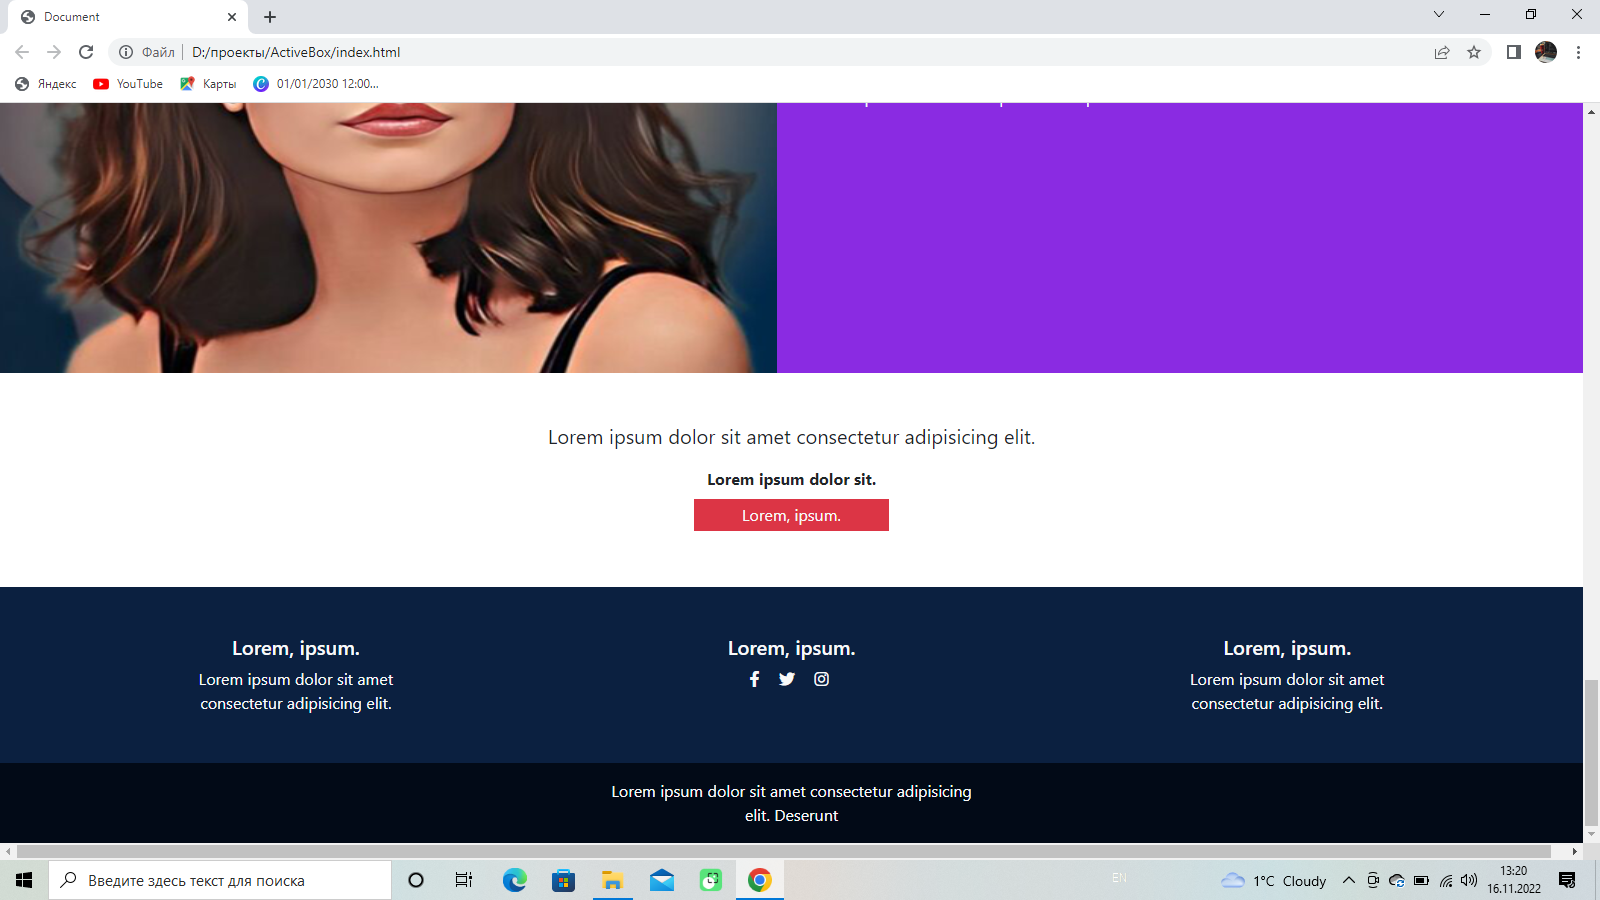 Document
Файл D:/проекты/ActiveBox/index.html
Яндекс YouTube Карты 01/01/2030 12:00...
Lorem ipsum dolor sit amet consectetur adipisicing elit.
Lorem ipsum dolor sit.
Lorem, ipsum.
Lorem, ipsum.
Lorem ipsum dolor sit amet
consectetur adipisicing elit.
Lorem, ipsum.
Lorem, ipsum.
Lorem ipsum dolor sit amet
consectetur adipisicing elit.
Lorem ipsum dolor sit amet consectetur adipisicing
elit. Deserunt
Введите здесь текст для поиска
EN
1°C Cloudy
13:20
16.11.2022